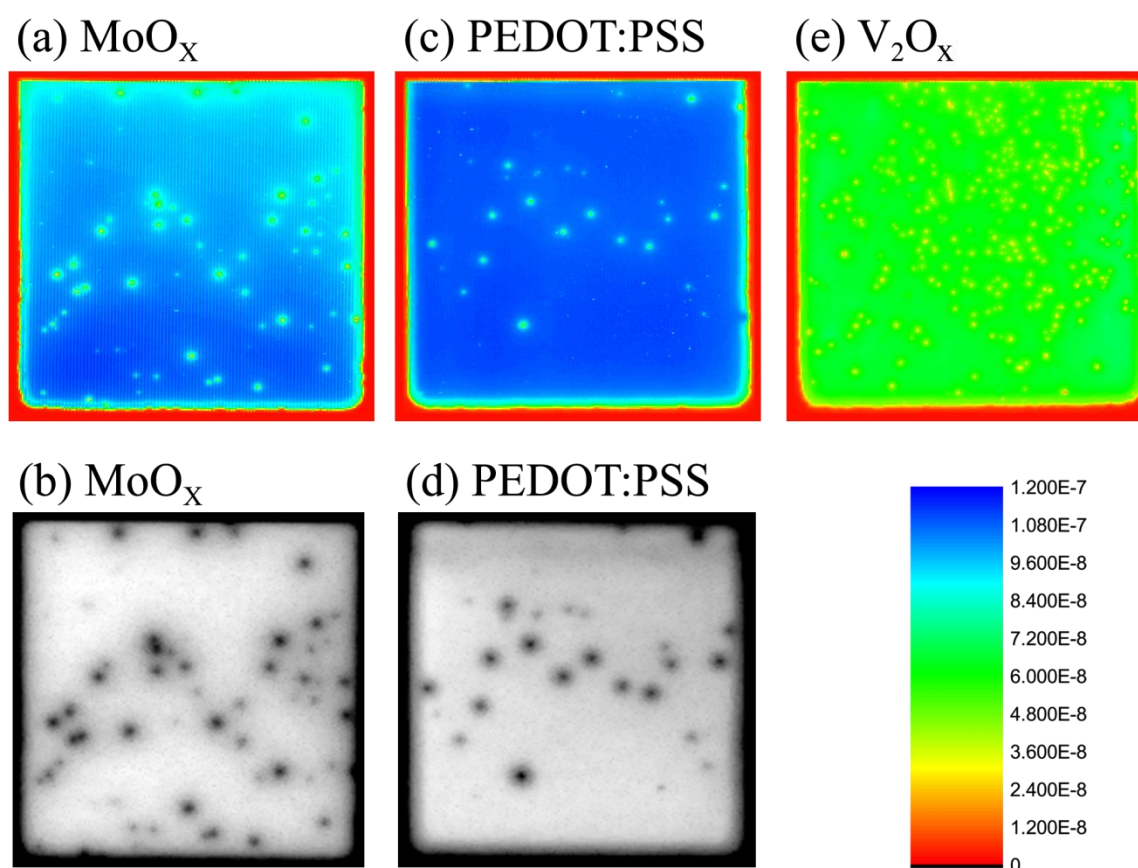 (a) MoOₓ
(c) PEDOT:PSS
(e) V₂Oₓ
(b) MoOₓ
(d) PEDOT:PSS
1.200E-7
1.080E-7
9.600E-8
8.400E-8
7.200E-8
6.000E-8
4.800E-8
3.600E-8
2.400E-8
1.200E-8
0